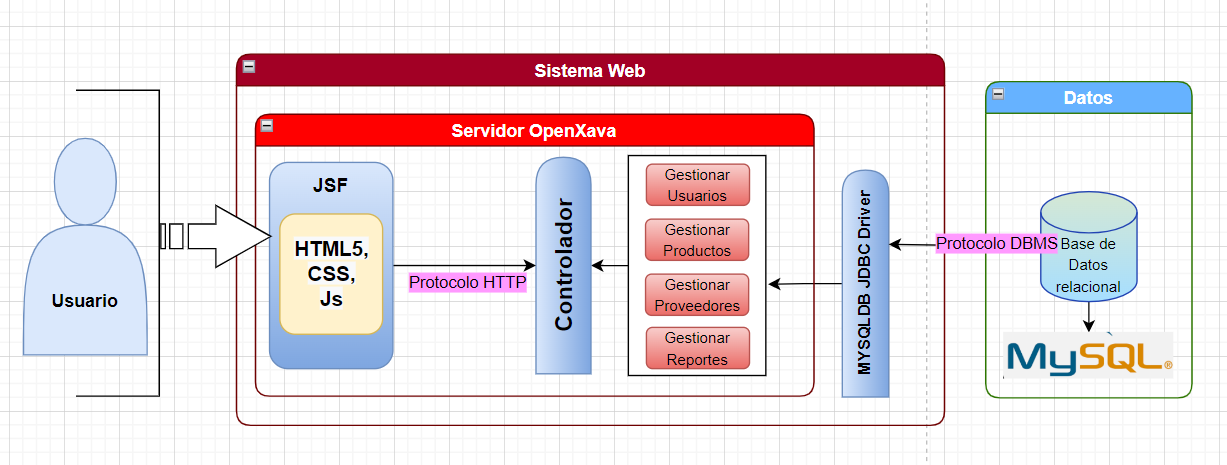 Sistema Web
Datos
Servidor OpenXava
Usuario
JSF
HTML5,
CSS,
Js
Protocolo HTTP
Controlador
Gestionar
Usuarios
Gestionar
Productos
Gestionar
Proveedores
Gestionar
Reportes
MYSQLDB JDBC Driver
Protocolo DBMS
Base de
Datos
relacional
MySQL®